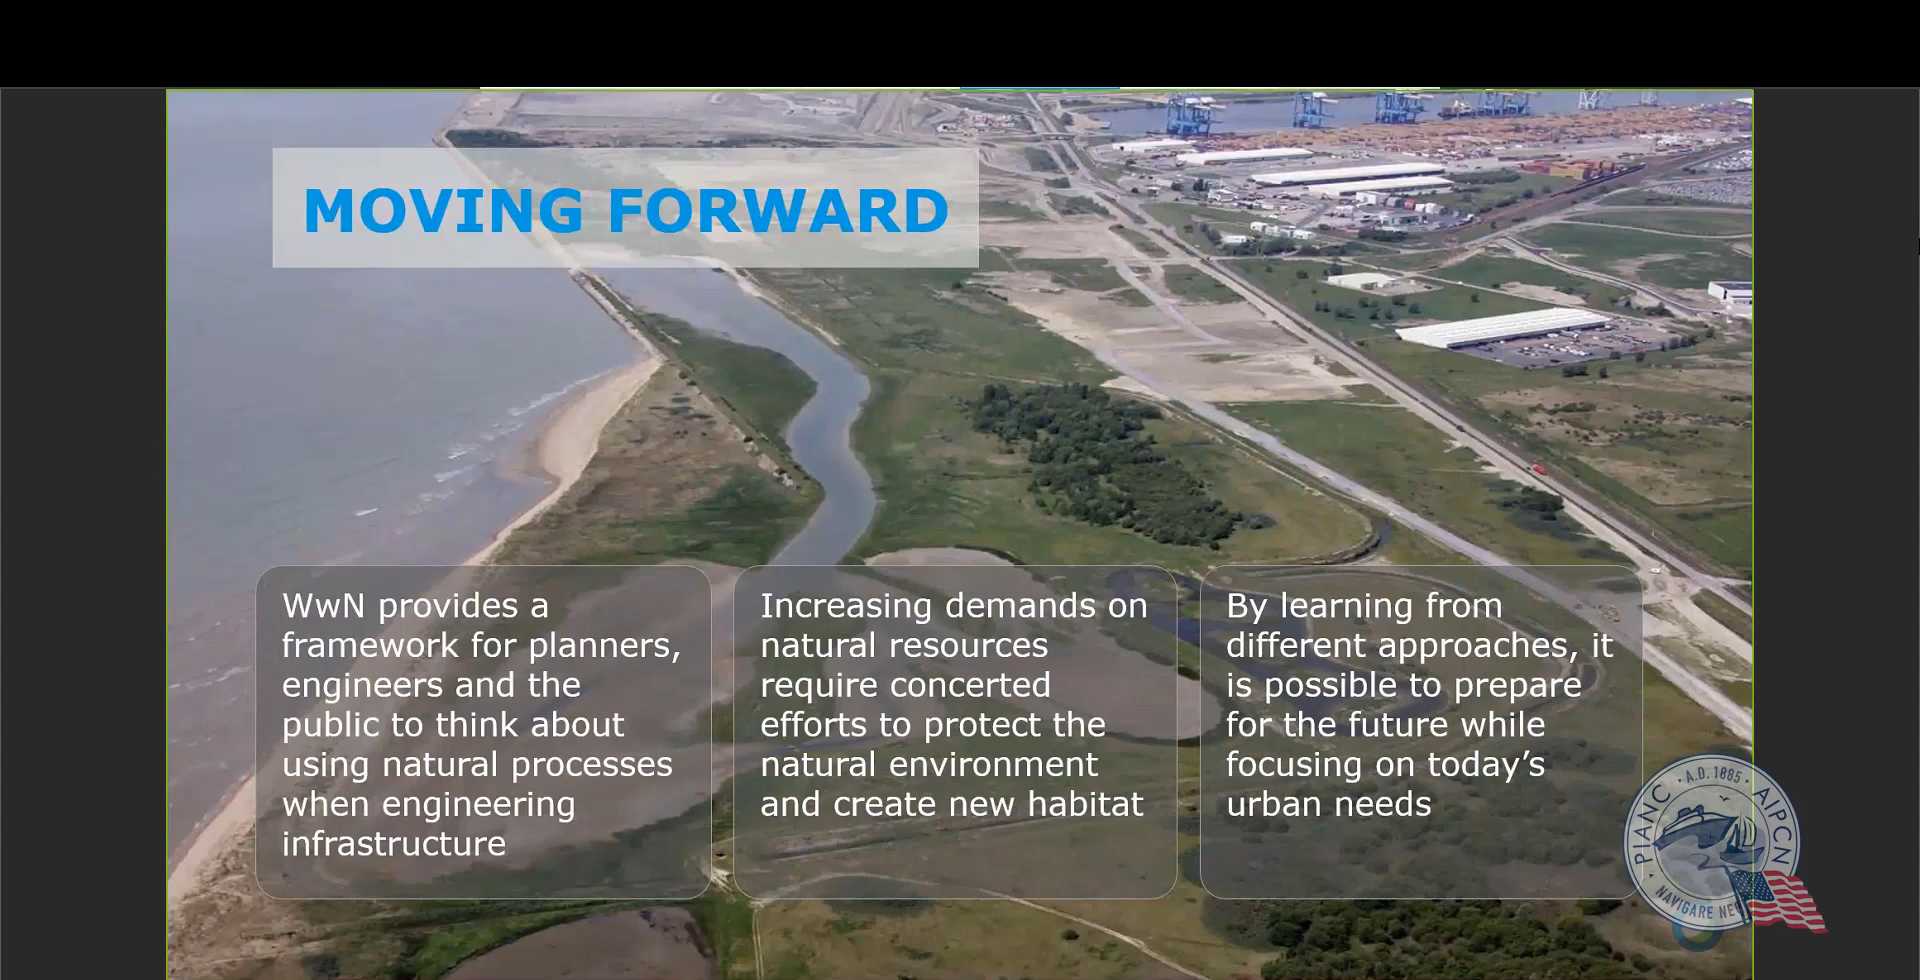 MOVING FORWARD
WwN provides a
framework for planners,
engineers and the
public to think about
using natural processes
when engineering
infrastructure
Increasing demands on
natural resources
require concerted
efforts to protect the
natural environment
and create new habitat
By learning from
different approaches, it
is possible to prepare
for the future while
focusing on today’s
urban needs
· A.D. 1885 ·
PIANC
AIPCN
NAVIGARE